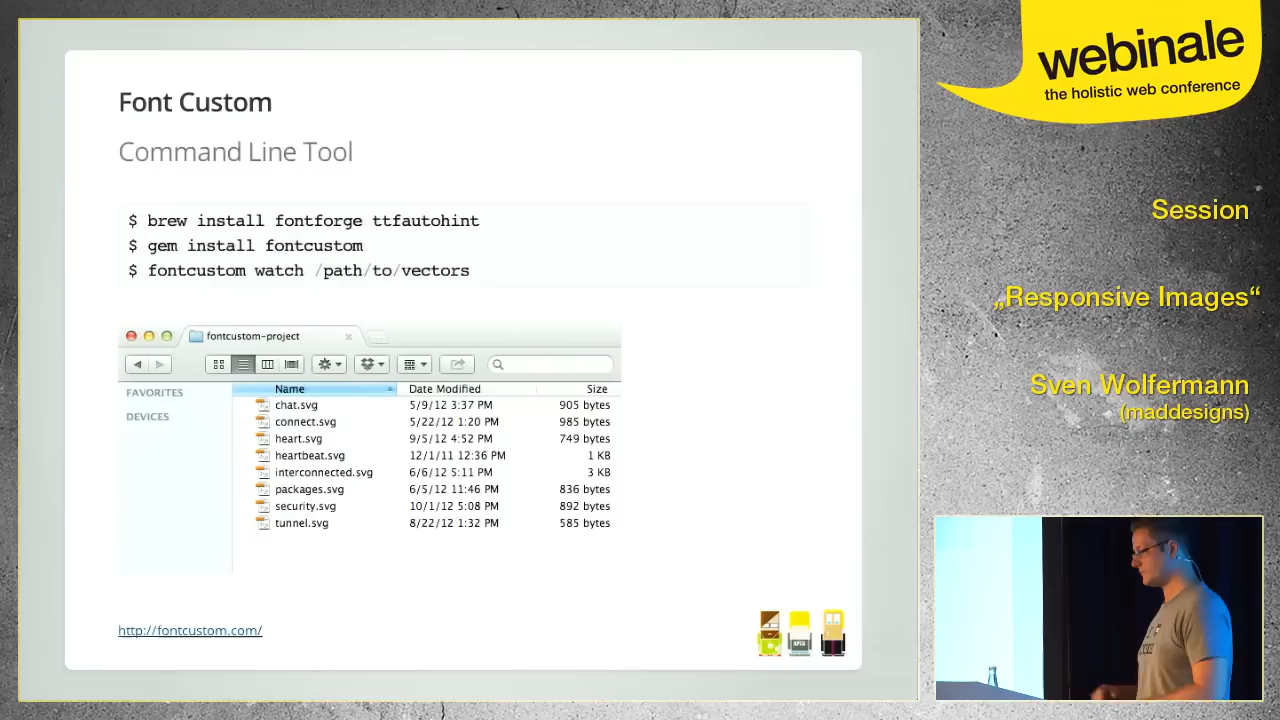 Font Custom
Command Line Tool
$ brew install fontforge ttfautohint
$ gem install fontcustom
$ fontcustom watch /path/to/vectors
fontcustom-project
FAVORITES
DEVICES
Name Date Modified Size
chat.svg 5/9/12 3:37 PM 905 bytes
connect.svg 5/22/12 1:20 PM 985 bytes
heart.svg 9/5/12 4:52 PM 749 bytes
heartbeat.svg 12/1/11 12:36 PM 1 KB
interconnected.svg 6/6/12 5:11 PM 3 KB
packages.svg 6/5/12 11:46 PM 836 bytes
security.svg 10/1/12 5:08 PM 892 bytes
tunnel.svg 8/22/12 1:32 PM 585 bytes
http://fontcustom.com/
webinale
the holistic web conference
Session
„Responsive Images“
Sven Wolfermann
(maddesigns)